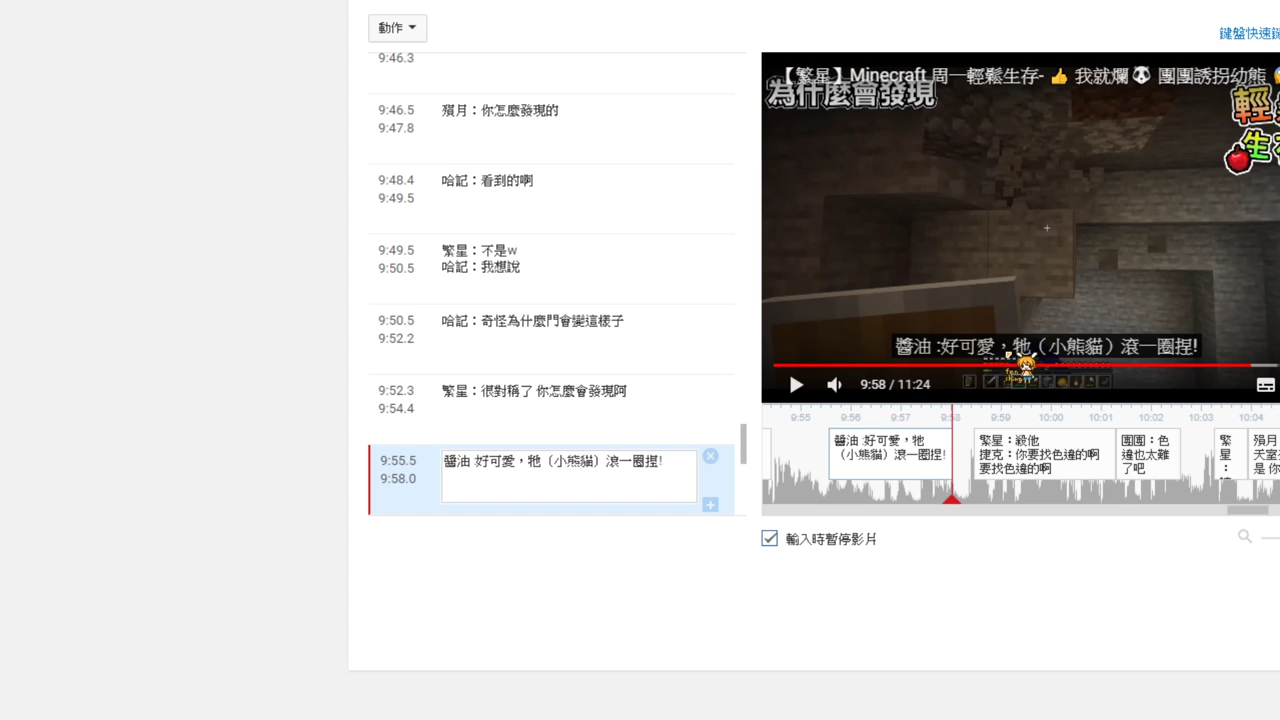 動作
鍵盤快速鍵
9:46.3
9:46.5
9:47.8
殞月：你怎麼發現的
9:48.4
9:49.5
哈記：看到的啊
9:49.5
9:50.5
繁星：不是w
哈記：我想說
9:50.5
9:52.2
哈記：奇怪為什麼門會變這樣子
9:52.3
9:54.4
繁星：很對稱了 你怎麼會發現阿
9:55.5
9:58.0
醬油 :好可愛，牠（小熊貓）滾一圈捏!
【繁星】Minecraft 周一輕鬆生存- 👍 我就爛🐼 團團誘拐幼熊
為什麼會發現
輕
生
醬油 :好可愛，牠（小熊貓）滾一圈捏!
9:58 / 11:24
9:55 9:56 9:57 9:58 9:59 10:00 10:01 10:02 10:03 10:04
醬油 :好可愛，牠
（小熊貓）滾一圈捏!
繁星：殺他
捷克：你要找色違的啊
要找色違的啊
團團：色
違也太難
了吧
繁
星
：
殞月
天室
是 你
輸入時暫停影片